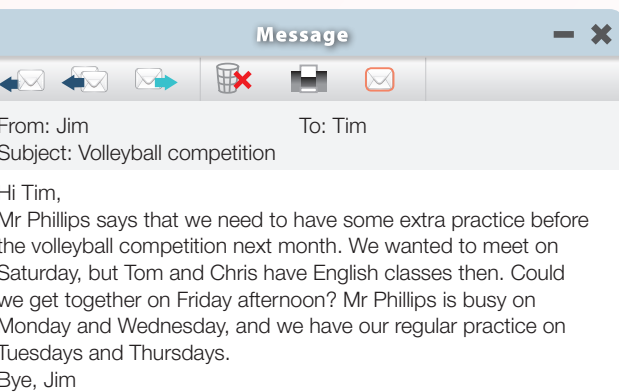 Message
From: Jim To: Tim
Subject: Volleyball competition
Hi Tim,
Mr Phillips says that we need to have some extra practice before
the volleyball competition next month. We wanted to meet on
Saturday, but Tom and Chris have English classes then. Could
we get together on Friday afternoon? Mr Phillips is busy on
Monday and Wednesday, and we have our regular practice on
Tuesdays and Thursdays.
Bye, Jim